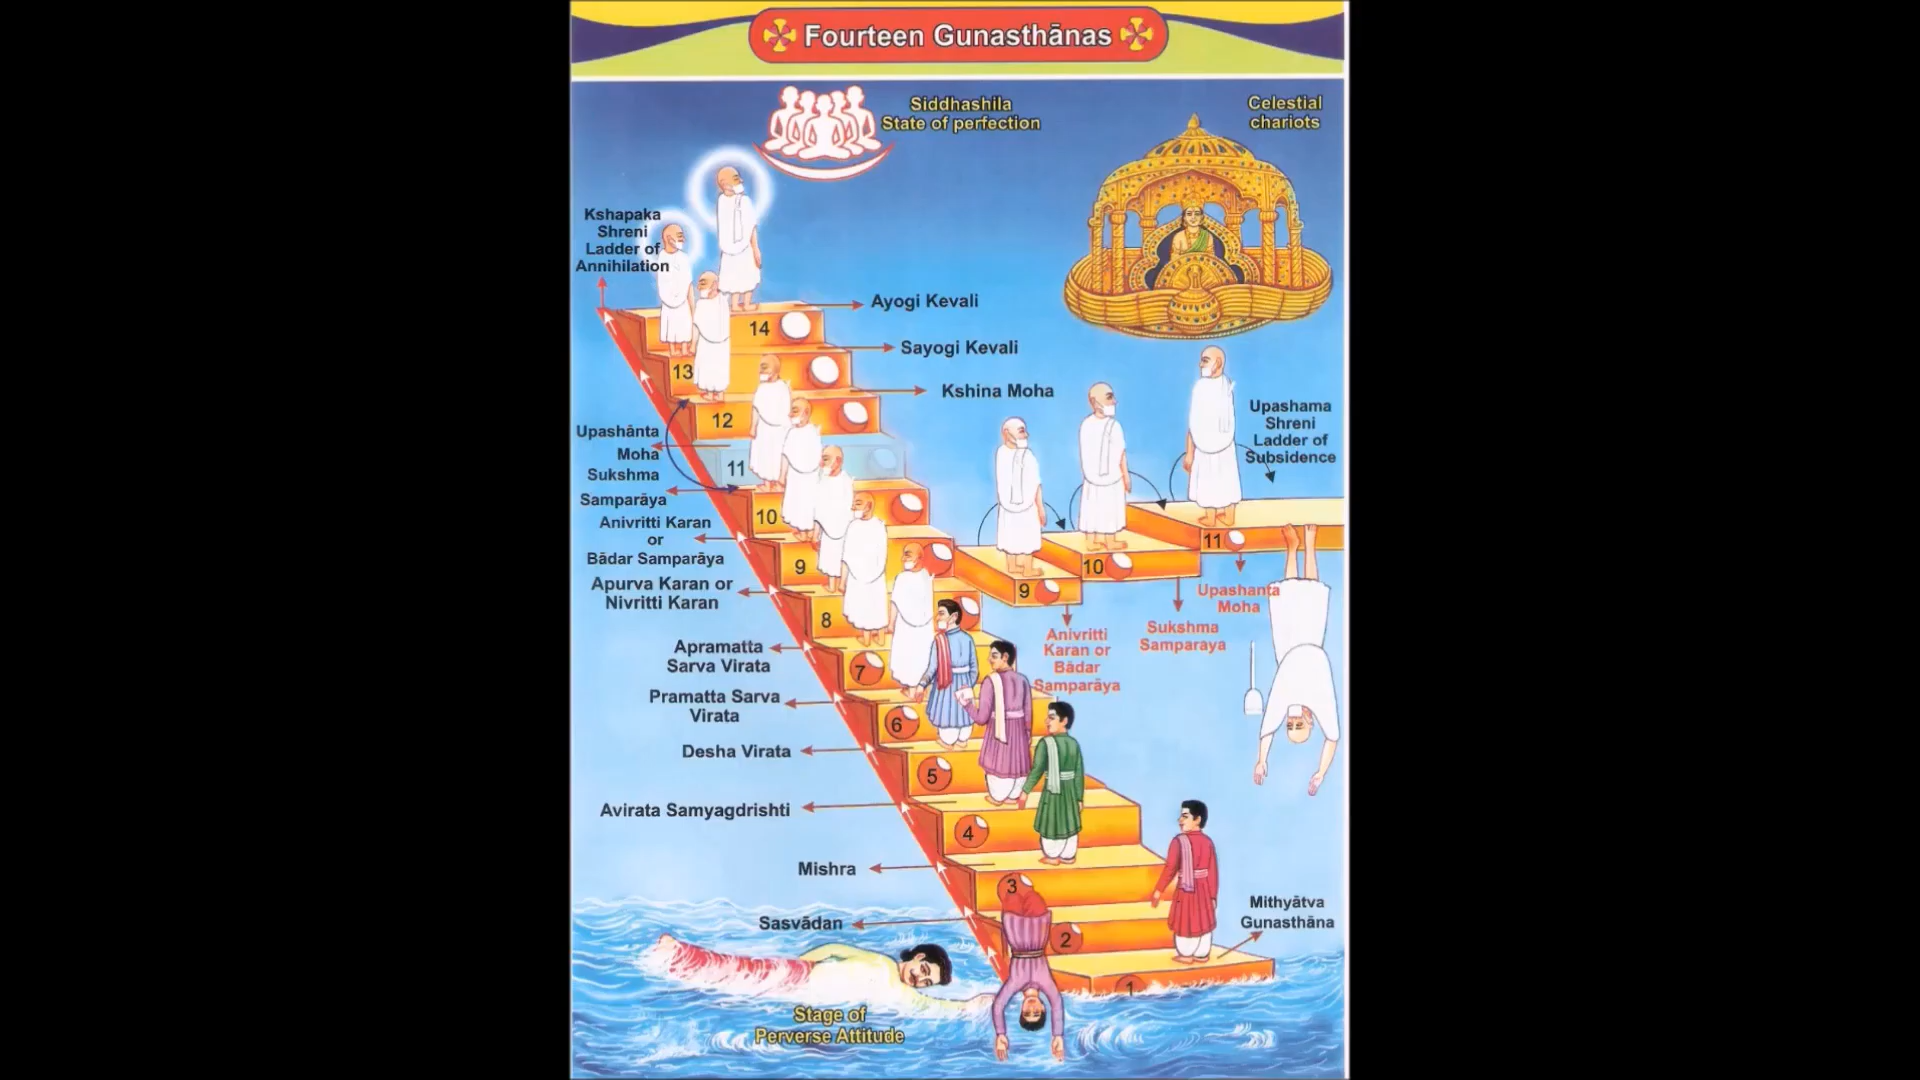 Fourteen Gunasthānas
Siddhashila
State of perfection
Celestial
chariots
Kshapaka
Shreni
Ladder of
Annihilation
Ayogi Kevali
14
Sayogi Kevali
13
Kshina Moha
12
Upashānta
Moha
11
Sukshma
Samparāya
10
Anivritti Karan
or
Bādar Samparāya
9
Apurva Karan or
Nivritti Karan
8
Apramatta
Sarva Virata
7
Pramatta Sarva
Virata
6
Desha Virata
5
Avirata Samyagdrishti
4
Mishra
3
Sasvādan
2
Mithyātva
Gunasthāna
1
Stage of
Perverse Attitude
Upashama
Shreni
Ladder of
Subsidence
11
Upashanta
Moha
10
Sukshma
Samparaya
9
Anivritti
Karan or
Bādar
Samparāya